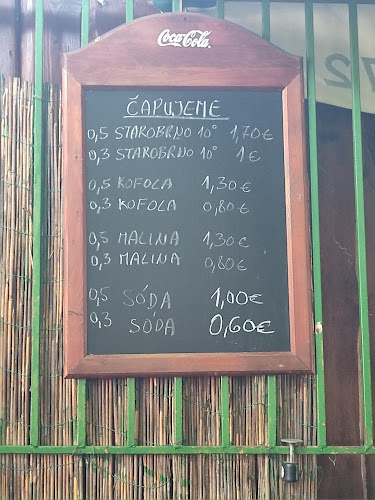 Coca-Cola
ČAPUJEME
0,5 STAROBRNO 10° 1,70€
0,3 STAROBRNO 10° 1€
0,5 KOFOLA 1,30€
0,3 KOFOLA 0,80€
0,5 MALINA 1,30€
0,3 MALINA 0,80€
0,5 SÓDA 1,00€
0,3 SÓDA 0,60€